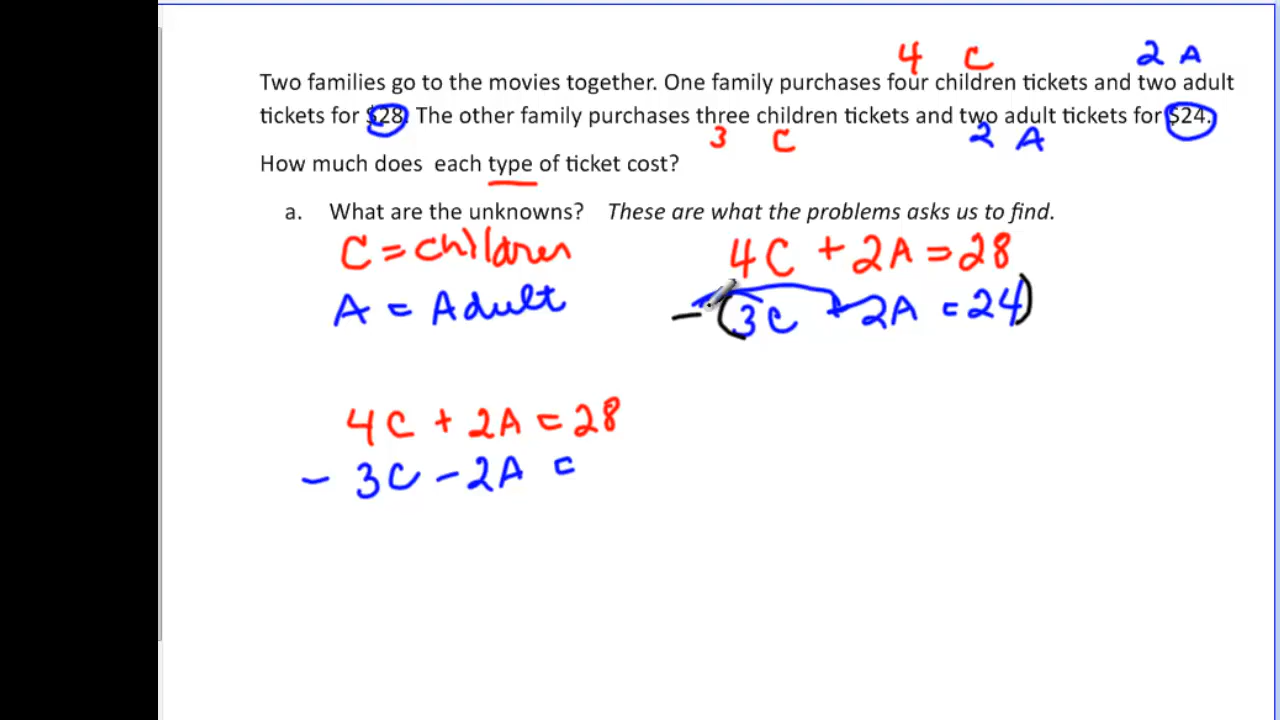 4 C 2 A
Two families go to the movies together. One family purchases four children tickets and two adult
tickets for $28. The other family purchases three children tickets and two adult tickets for $24.
3 C 2 A
How much does each type of ticket cost?
a. What are the unknowns? These are what the problems asks us to find.
C = children 4C + 2A = 28
A = Adult - (3C + 2A = 24)
4C + 2A = 28
- 3C - 2A =